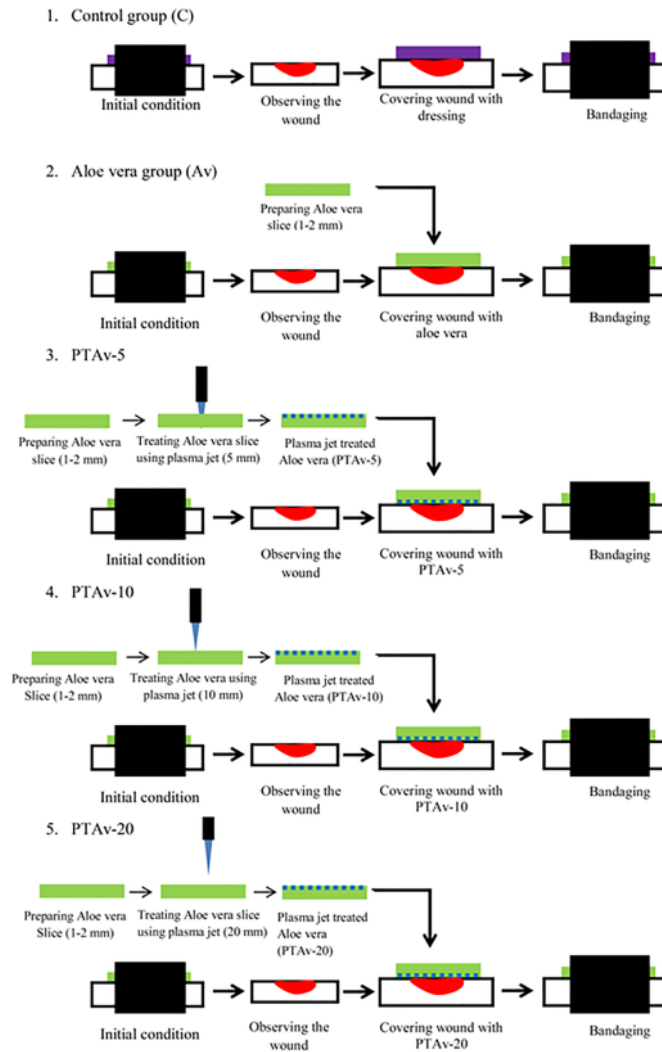 1. Control group (C)
Initial condition
Observing the
wound
Covering wound with
dressing
Bandaging
2. Aloe vera group (Av)
Preparing Aloe vera
slice (1-2 mm)
Initial condition
Observing the
wound
Covering wound with
aloe vera
Bandaging
3. PTAv-5
Preparing Aloe vera
slice (1-2 mm)
Treating Aloe vera slice
using plasma jet (5 mm)
Plasma jet treated
Aloe vera (PTAv-5)
Initial condition
Observing the
wound
Covering wound with
PTAv-5
Bandaging
4. PTAv-10
Preparing Aloe vera
Slice (1-2 mm)
Treating Aloe vera using
plasma jet (10 mm)
Plasma jet treated
Aloe vera (PTAv-10)
Initial condition
Observing the
wound
Covering wound with
PTAv-10
Bandaging
5. PTAv-20
Preparing Aloe vera
Slice (1-2 mm)
Treating Aloe vera slice
using plasma jet (20 mm)
Plasma jet treated
Aloe vera
(PTAv-20)
Initial condition
Observing the
wound
Covering wound with
PTAv-20
Bandaging